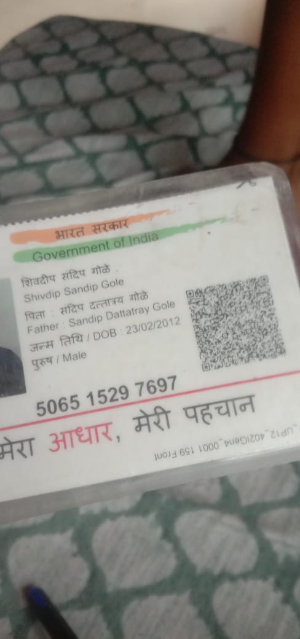 भारत सरकार
Government of India
शिवदीप संदिप गोळे
Shivdip Sandip Gole
पिता : संदिप दत्तात्रय गोळे
Father : Sandip Dattatray Gole
जन्म तिथि / DOB : 23/02/2012
पुरुष / Male
5065 1529 7697
मेरा आधार, मेरी पहचान